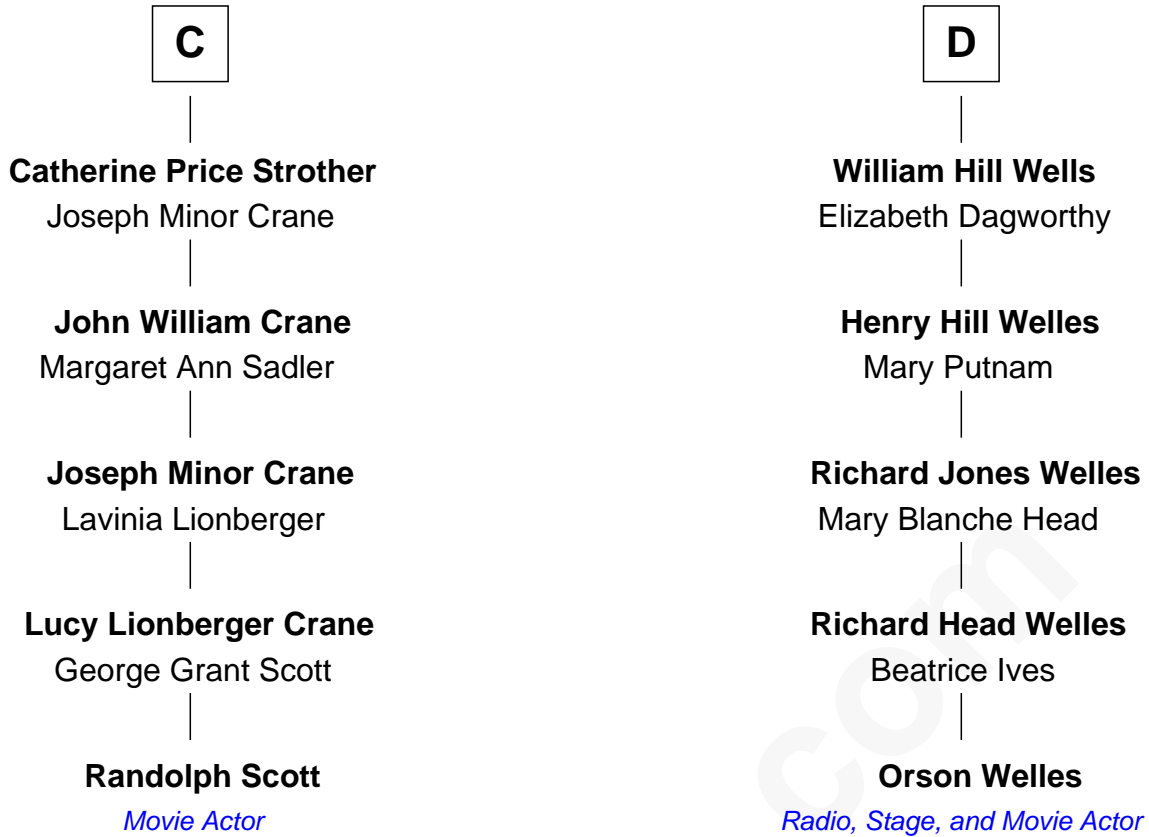 C
Catherine Price Strother
Joseph Minor Crane
John William Crane
Margaret Ann Sadler
Joseph Minor Crane
Lavinia Lionberger
Lucy Lionberger Crane
George Grant Scott
Randolph Scott
Movie Actor
D
William Hill Wells
Elizabeth Dagworthy
Henry Hill Welles
Mary Putnam
Richard Jones Welles
Mary Blanche Head
Richard Head Welles
Beatrice Ives
Orson Welles
Radio, Stage, and Movie Actor
com